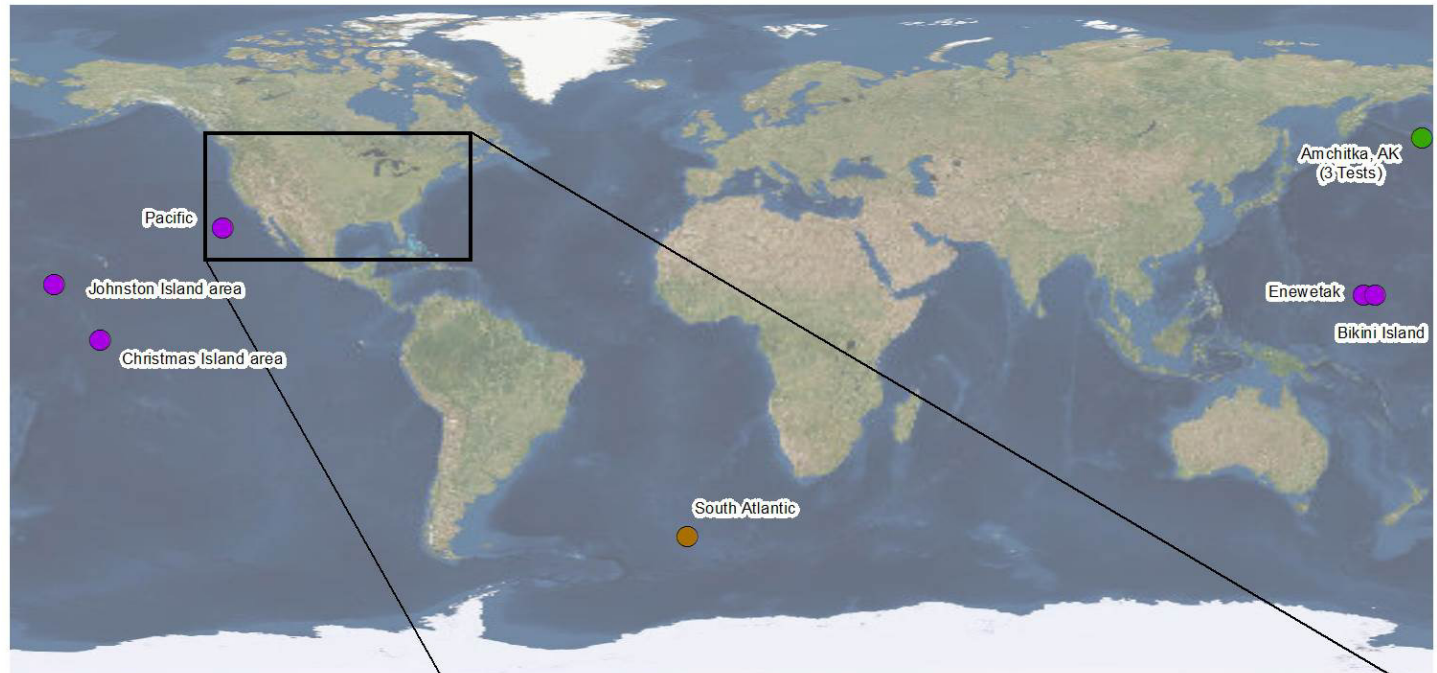 Amchitka, AK
(3 Tests)
Pacific
Johnston Island area
Enewetak
Bikini Island
Christmas Island area
South Atlantic